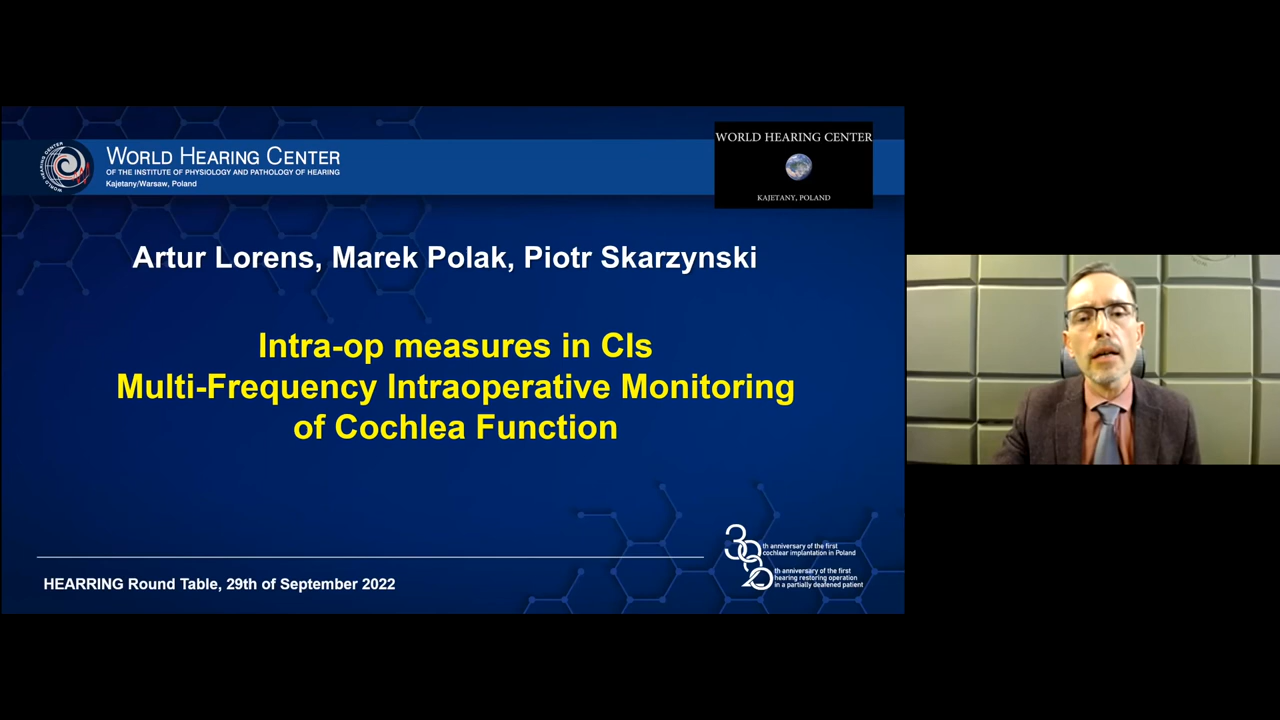 WORLD HEARING CENTER
OF THE INSTITUTE OF PHYSIOLOGY AND PATHOLOGY OF HEARING
Kajetany/Warsaw, Poland
WORLD HEARING CENTER
KAJETANY, POLAND
Artur Lorens, Marek Polak, Piotr Skarzynski
Intra-op measures in CIs
Multi-Frequency Intraoperative Monitoring
of Cochlea Function
30 th anniversary of the first
cochlear implantation in Poland
20 th anniversary of the first
hearing restoring operation
in a partially deafened patient
HEARRING Round Table, 29th of September 2022